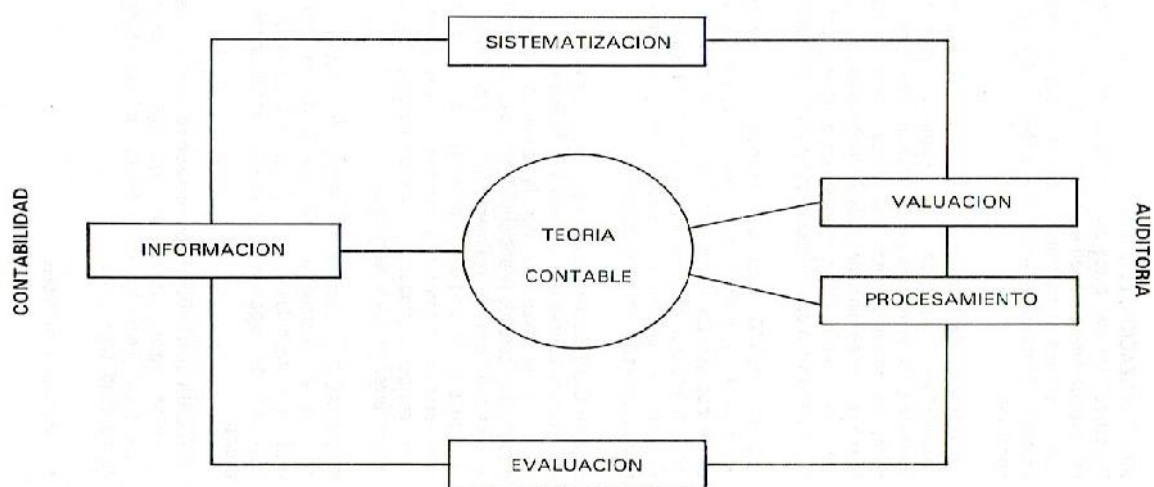 SISTEMATIZACION
CONTABILIDAD
INFORMACION
TEORIA
CONTABLE
VALUACION
PROCESAMIENTO
AUDITORIA
EVALUACION